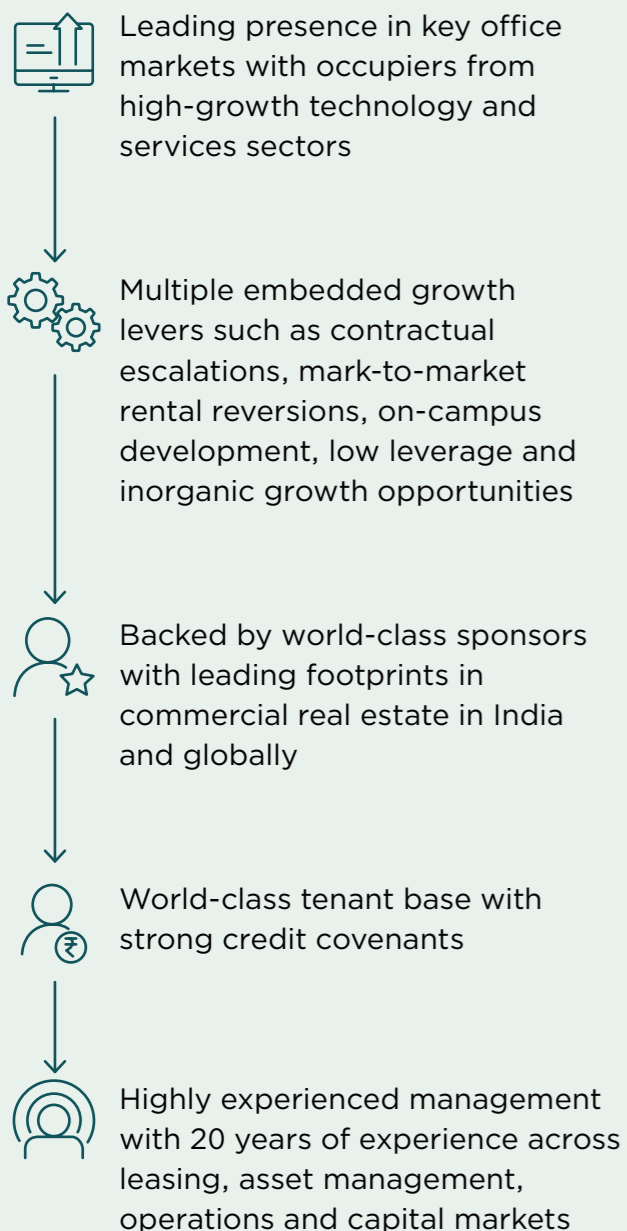 Leading presence in key office
markets with occupiers from
high-growth technology and
services sectors
Multiple embedded growth
levers such as contractual
escalations, mark-to-market
rental reversions, on-campus
development, low leverage and
inorganic growth opportunities
Backed by world-class sponsors
with leading footprints in
commercial real estate in India
and globally
₹
World-class tenant base with
strong credit covenants
Highly experienced management
with 20 years of experience across
leasing, asset management,
operations and capital markets